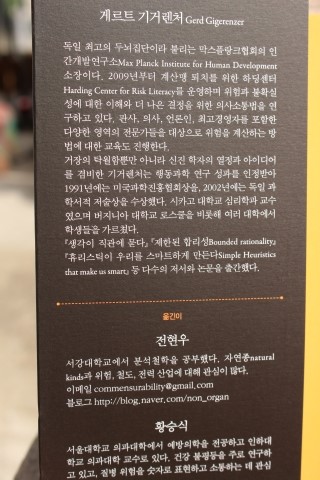 게르트 기거렌처 Gerd Gigerenzer
독일 최고의 두뇌집단이라 불리는 막스플랑크협회의 인
간개발연구소Max Planck Institute for Human Development
소장이다. 2009년부터 계산맹 퇴치를 위한 하딩센터
Harding Center for Risk Literacy를 운영하며 위험과 불확실
성에 대한 이해와 더 나은 결정을 위한 의사소통법을 연
구하고 있다. 판사, 의사, 언론인, 최고경영자를 포함한
다양한 영역의 전문가들을 대상으로 위험을 계산하는 방
법에 대한 교육도 진행한다.
거장의 탁월함뿐만 아니라 신진 학자의 열정과 아이디어
를 겸비한 기거렌처는 행동과학 연구 성과를 인정받아
1991년에는 미국과학진흥협회상을, 2002년에는 독일 과
학서적 저술상을 수상했다. 시카고 대학교 심리학과 교수
였으며 버지니아 대학교 로스쿨을 비롯해 여러 대학에서
학생들을 가르쳤다.
『생각이 직관에 묻다』 『제한된 합리성Bounded rationality』
『휴리스틱이 우리를 스마트하게 만든다Simple Heuristics
that make us smart』 등 다수의 저서와 논문을 출간했다.
옮긴이
전현우
서강대학교에서 분석철학을 공부했다. 자연종natural
kinds과 위험, 철도, 전력 산업에 대해 관심이 많다.
이메일 commensurability@gmail.com
블로그 http://blog.naver.com/non_organ
황승식
서울대학교 의과대학에서 예방의학을 전공하고 인하대
학교 의과대학 교수로 있다. 건강 불평등을 주로 연구하
고 있고, 질병 위험을 숫자로 표현하고 소통하는 데 관심